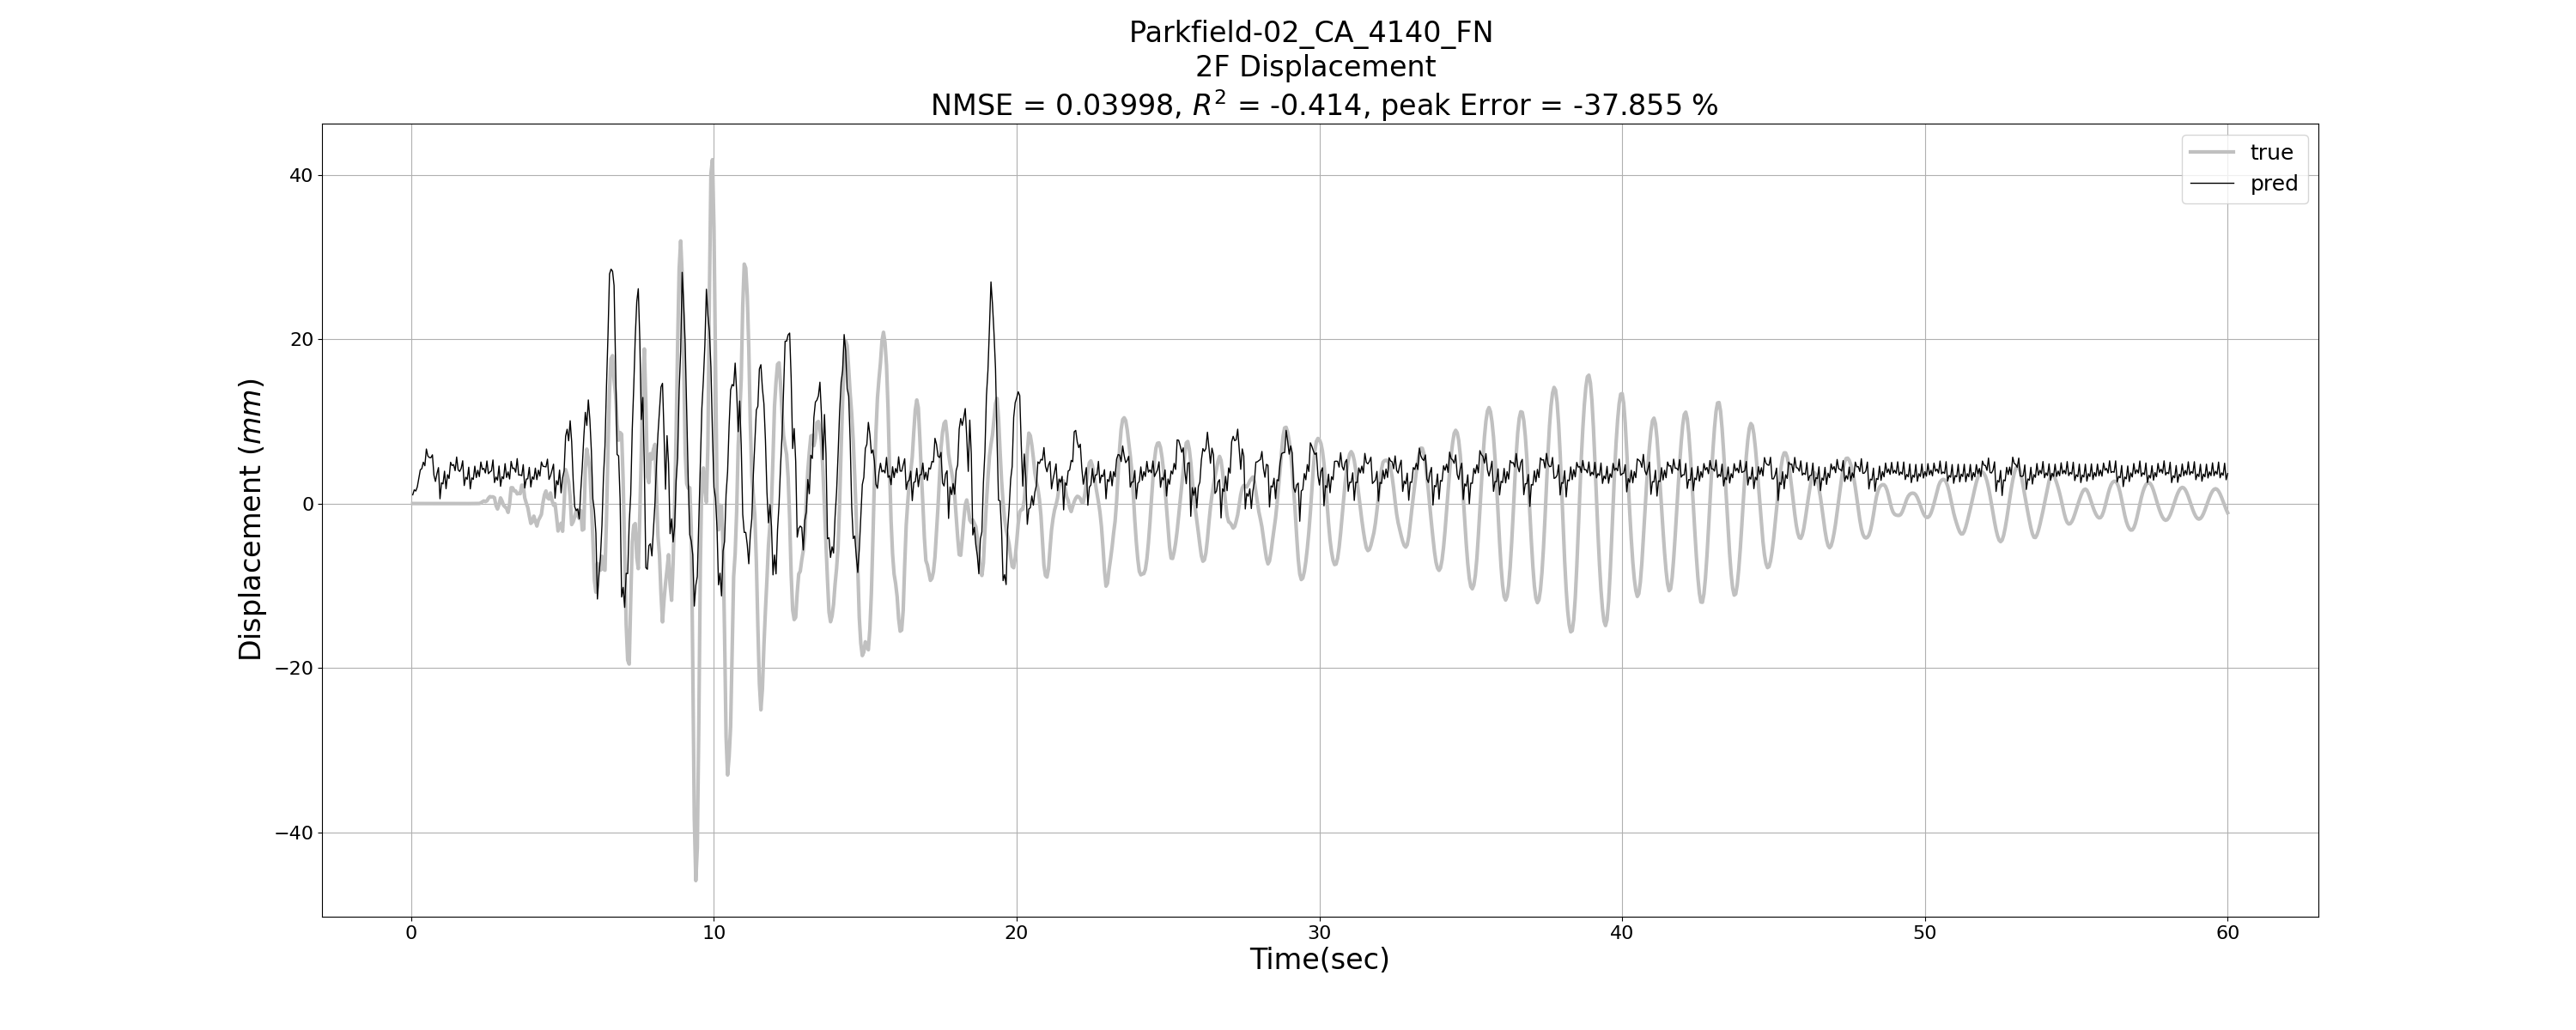 Parkfield-02_CA_4140_FN
2F Displacement
NMSE = 0.03998, R² = -0.414, peak Error = -37.855 %
true
pred
Displacement (mm)
40
20
0
−20
−40
0 10 20 30 40 50 60
Time(sec)